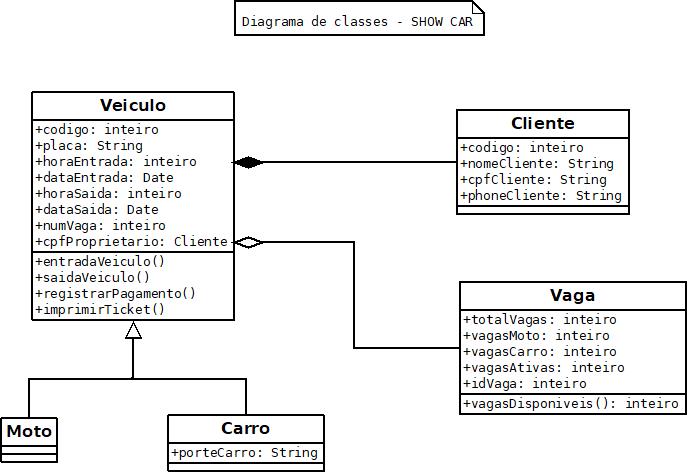 Diagrama de classes - SHOW CAR
Veiculo
+codigo: inteiro
+placa: String
+horaEntrada: inteiro
+dataEntrada: Date
+horaSaida: inteiro
+dataSaida: Date
+numVaga: inteiro
+cpfProprietario: Cliente
+entradaVeiculo()
+saidaVeiculo()
+registrarPagamento()
+imprimirTicket()
Cliente
+codigo: inteiro
+nomeCliente: String
+cpfCliente: String
+phoneCliente: String
Vaga
+totalVagas: inteiro
+vagasMoto: inteiro
+vagasCarro: inteiro
+vagasAtivas: inteiro
+idVaga: inteiro
+vagasDisponiveis(): inteiro
Moto
Carro
+porteCarro: String